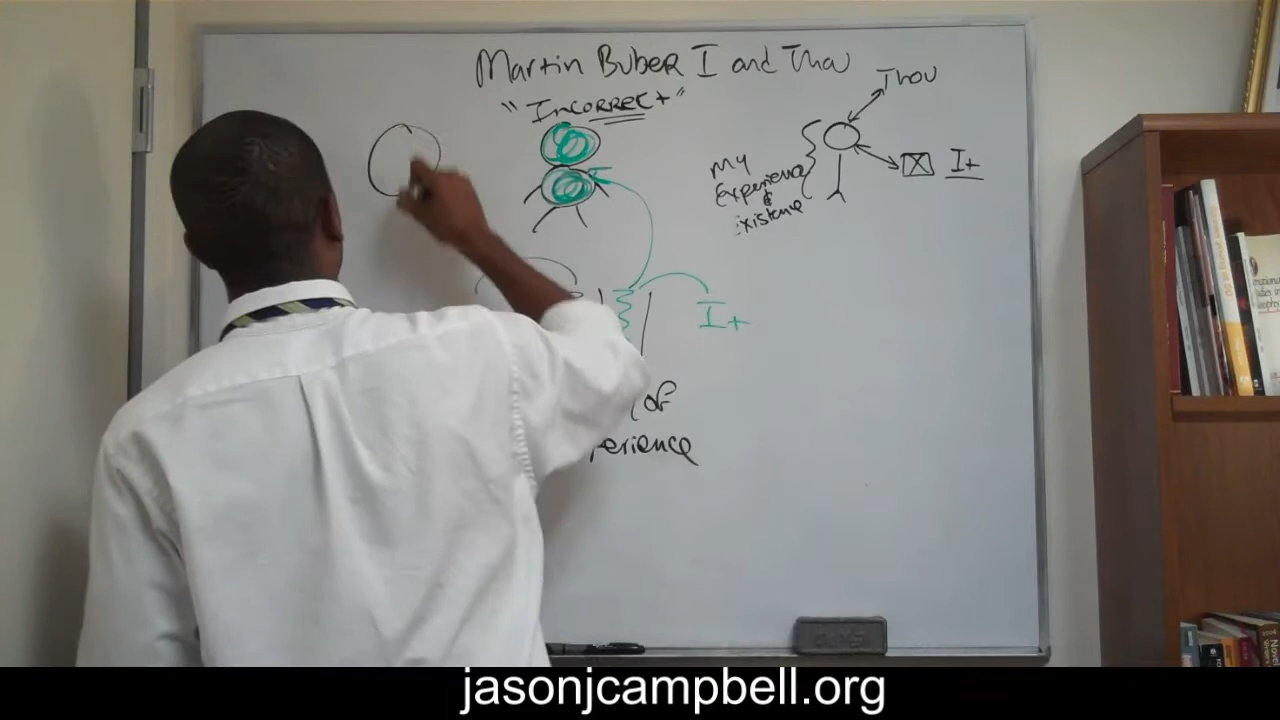 Martin Buber I and Thou
"Incorrect"
Thou
It
My
Experience
&
Existence
It
of
perience
jasonjcampbell.org